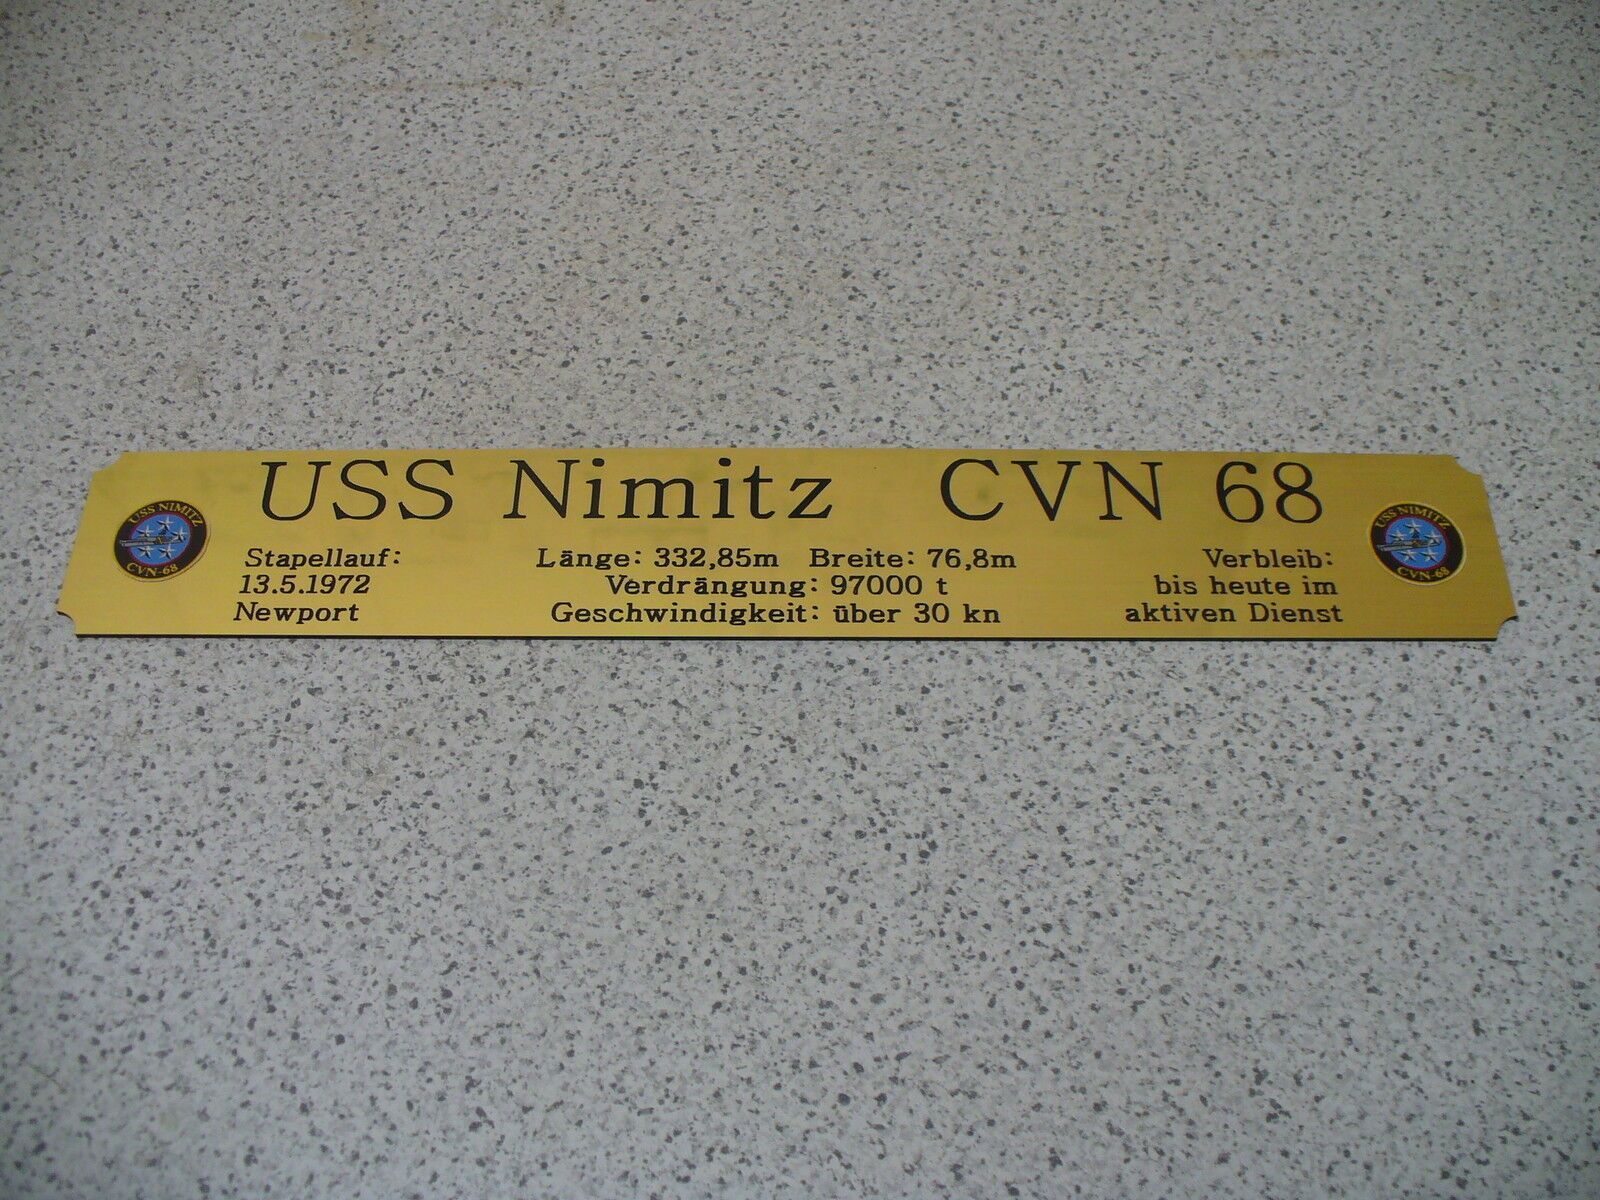 USS Nimitz CVN 68
USS NIMITZ
CVN-68
Stapellauf:
13.5.1972
Newport
Länge: 332,85m Breite: 76,8m
Verdrängung: 97000 t
Geschwindigkeit: über 30 kn
Verbleib:
bis heute im
aktiven Dienst
USS NIMITZ
CVN-68